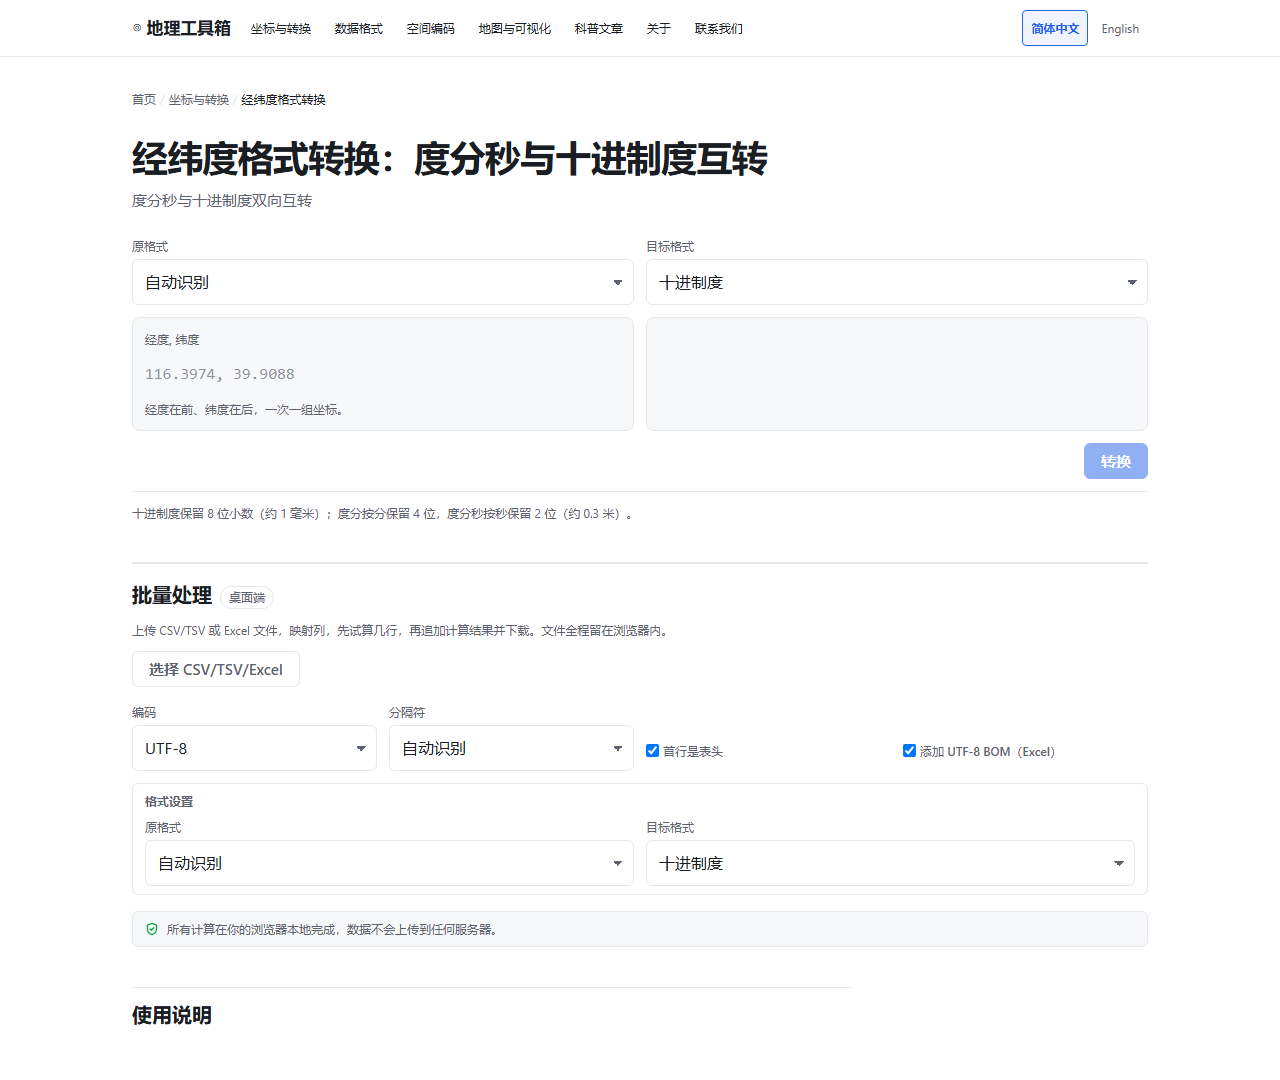 地理工具箱 坐标与转换 数据格式 空间编码 地图与可视化 科普文章 关于 联系我们 简体中文 English
首页 / 坐标与转换 / 经纬度格式转换
经纬度格式转换：度分秒与十进制度互转
度分秒与十进制度双向互转
原格式 目标格式
自动识别 十进制度
经度, 纬度
116.3974, 39.9088
经度在前、纬度在后，一次一组坐标。
转换
十进制度保留 8 位小数（约 1 毫米）；度分按分保留 4 位，度分秒按秒保留 2 位（约 0.3 米）。
批量处理 桌面端
上传 CSV/TSV 或 Excel 文件，映射列，先试算几行，再追加计算结果并下载。文件全程留在浏览器内。
选择 CSV/TSV/Excel
编码 分隔符
UTF-8 自动识别 首行是表头 添加 UTF-8 BOM（Excel）
格式设置
原格式 目标格式
自动识别 十进制度
所有计算在你的浏览器本地完成，数据不会上传到任何服务器。
使用说明